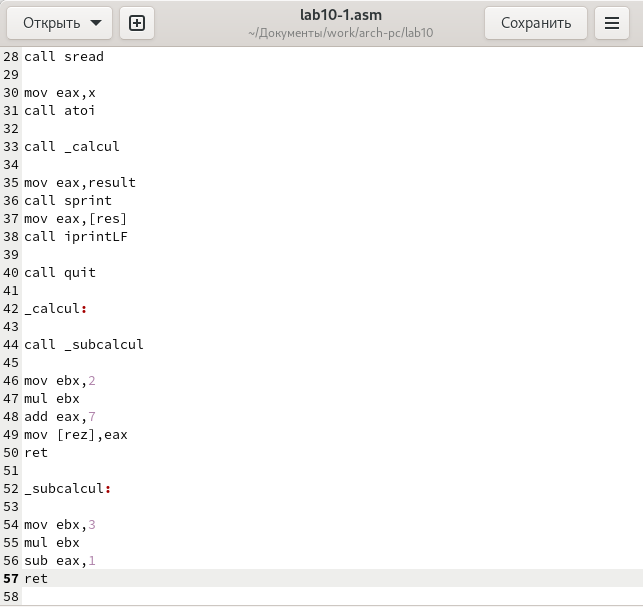 Открыть
lab10-1.asm
~/Документы/work/arch-pc/lab10
Сохранить
28 call sread
29
30 mov eax,x
31 call atoi
32
33 call _calcul
34
35 mov eax,result
36 call sprint
37 mov eax,[res]
38 call iprintLF
39
40 call quit
41
42 _calcul:
43
44 call _subcalcul
45
46 mov ebx,2
47 mul ebx
48 add eax,7
49 mov [rez],eax
50 ret
51
52 _subcalcul:
53
54 mov ebx,3
55 mul ebx
56 sub eax,1
57 ret
58